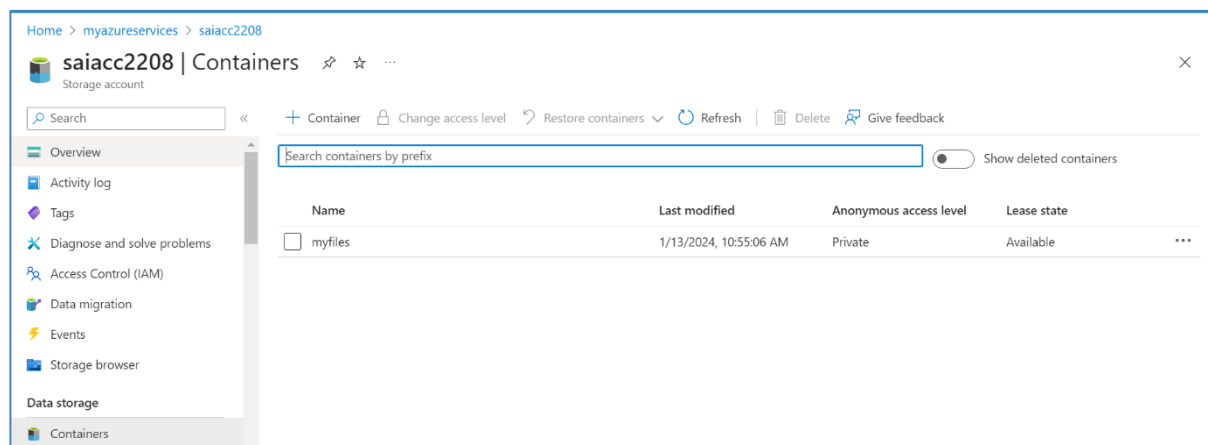 Home > myazureservices > saiacc2208
saiacc2208 | Containers ...
Storage account
Search «
+ Container Change access level Restore containers Refresh | Delete Give feedback
Overview
Search containers by prefix Show deleted containers
Activity log
Tags
Name Last modified Anonymous access level Lease state
Diagnose and solve problems
myfiles 1/13/2024, 10:55:06 AM Private Available ...
Access Control (IAM)
Data migration
Events
Storage browser
Data storage
Containers